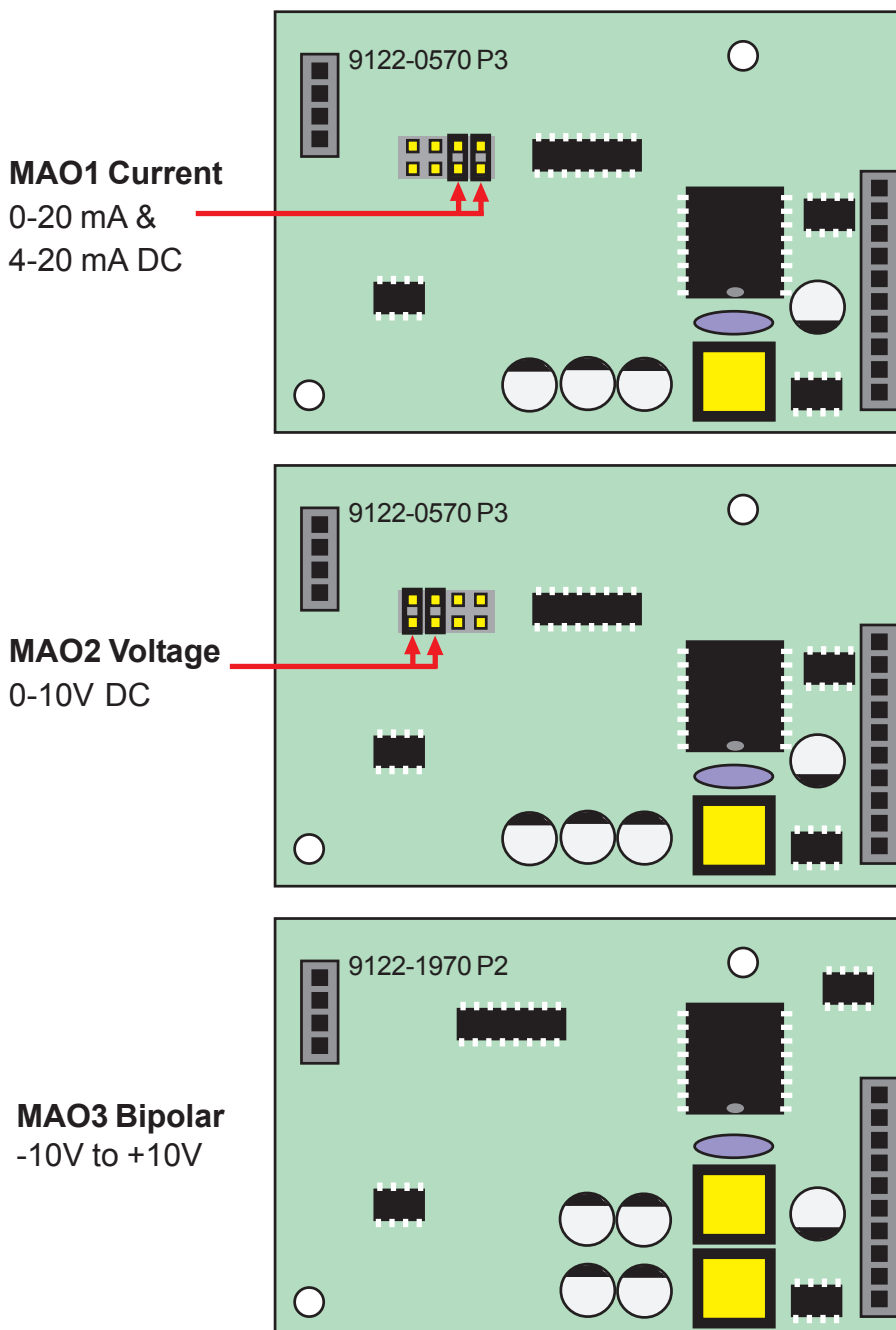 9122-0570 P3
MAO1 Current
0-20 mA &
4-20 mA DC
9122-0570 P3
MAO2 Voltage
0-10V DC
9122-1970 P2
MAO3 Bipolar
-10V to +10V